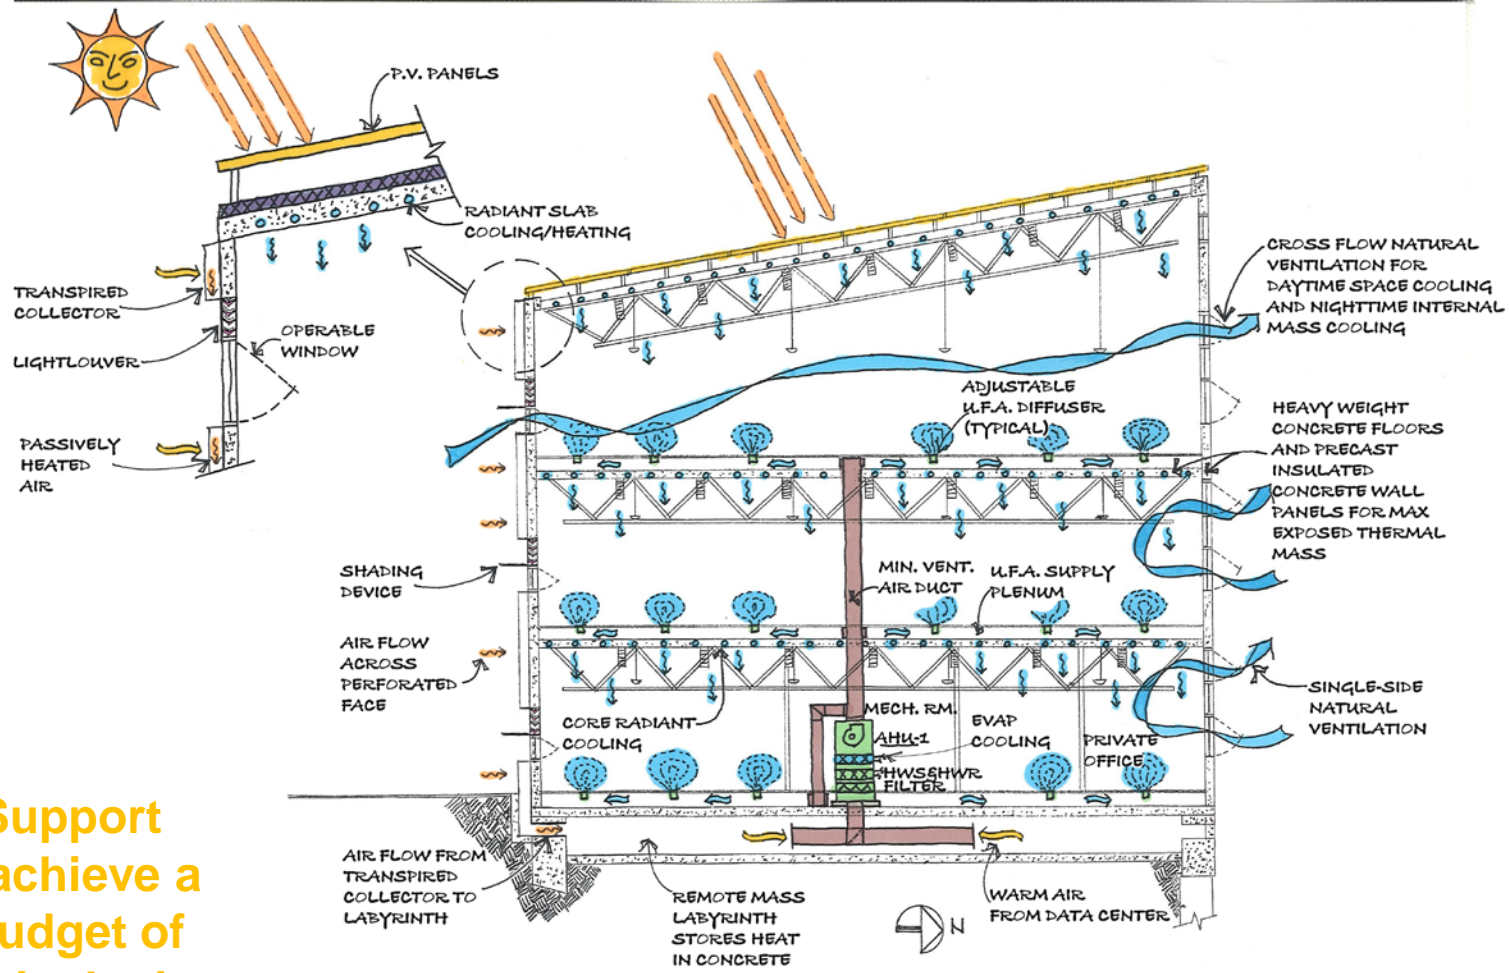 P.V. PANELS
RADIANT SLAB
COOLING/HEATING
TRANSPIRED
COLLECTOR
LIGHTLOUVER
OPERABLE
WINDOW
PASSIVELY
HEATED
AIR
CROSS FLOW NATURAL
VENTILATION FOR
DAYTIME SPACE COOLING
AND NIGHTTIME INTERNAL
MASS COOLING
ADJUSTABLE
U.F.A. DIFFUSER
(TYPICAL)
HEAVY WEIGHT
CONCRETE FLOORS
AND PRECAST
INSULATED
CONCRETE WALL
PANELS FOR MAX
EXPOSED THERMAL
MASS
SHADING
DEVICE
MIN. VENT.
AIR DUCT
U.F.A. SUPPLY
PLENUM
AIR FLOW
ACROSS
PERFORATED
FACE
CORE RADIANT
COOLING
MECH. RM.
AHU-1
HWS&HWR
FILTER
EVAP
COOLING
PRIVATE
OFFICE
SINGLE-SIDE
NATURAL
VENTILATION
AIR FLOW FROM
TRANSPIRED
COLLECTOR TO
LABYRINTH
REMOTE MASS
LABYRINTH
STORES HEAT
IN CONCRETE
WARM AIR
FROM DATA CENTER
N
Support
achieve a
udget of